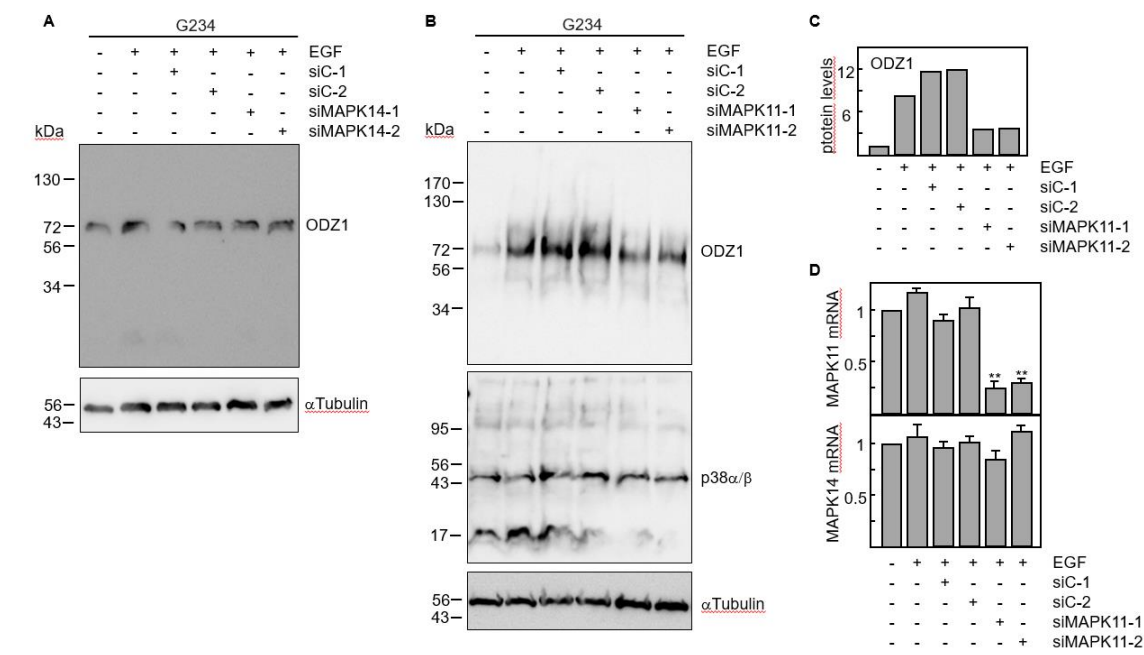 A
G234
- + + + + + EGF
- - + - - - siC-1
- - - + - - siC-2
- - - - + - siMAPK14-1
- - - - - + siMAPK14-2
kDa
130
72
56
34
ODZ1
56
43
αTubulin
B
G234
- + + + + + EGF
- - + - - - siC-1
- - - + - - siC-2
- - - - + - siMAPK11-1
- - - - - + siMAPK11-2
kDa
170
130
72
56
34
ODZ1
95
56
43
17
p38α/β
56
43
αTubulin
C
ptotein levels
12
6
ODZ1
- + + + + + EGF
- - + - - - siC-1
- - - + - - siC-2
- - - - + - siMAPK11-1
- - - - - + siMAPK11-2
D
MAPK11 mRNA
1
0.5
** **
MAPK14 mRNA
1
0.5
- + + + + + EGF
- - + - - - siC-1
- - - + - - siC-2
- - - - + - siMAPK11-1
- - - - - + siMAPK11-2